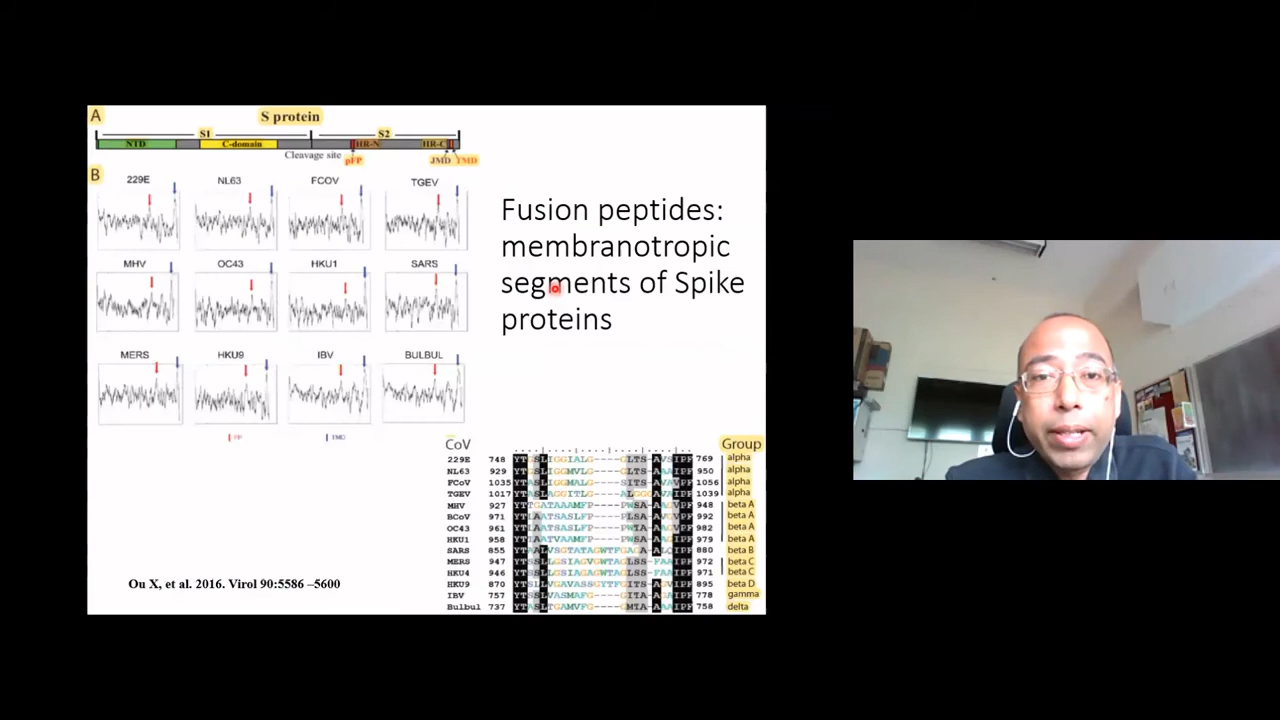 A
S protein
S1
S2
NTD
C-domain
HR-N
HR-C
Cleavage site
pFP
JMD
TMD
B
229E
NL63
FCOV
TGEV
MHV
OC43
HKU1
SARS
MERS
HKU9
IBV
BULBUL
FP
TMD
Fusion peptides:
membranotropic
segments of Spike
proteins
Ou X, et al. 2016. Virol 90:5586 –5600
CoV
Group
229E 748 769 alpha
NL63 929 950 alpha
FCoV 1035 1056 alpha
TGEV 1017 1039 alpha
MHV 927 948 beta A
BCoV 971 992 beta A
OC43 961 982 beta A
HKU1 958 979 beta A
SARS 855 880 beta B
MERS 947 972 beta C
HKU4 946 971 beta C
HKU9 870 895 beta D
IBV 757 778 gamma
Bulbul 737 758 delta